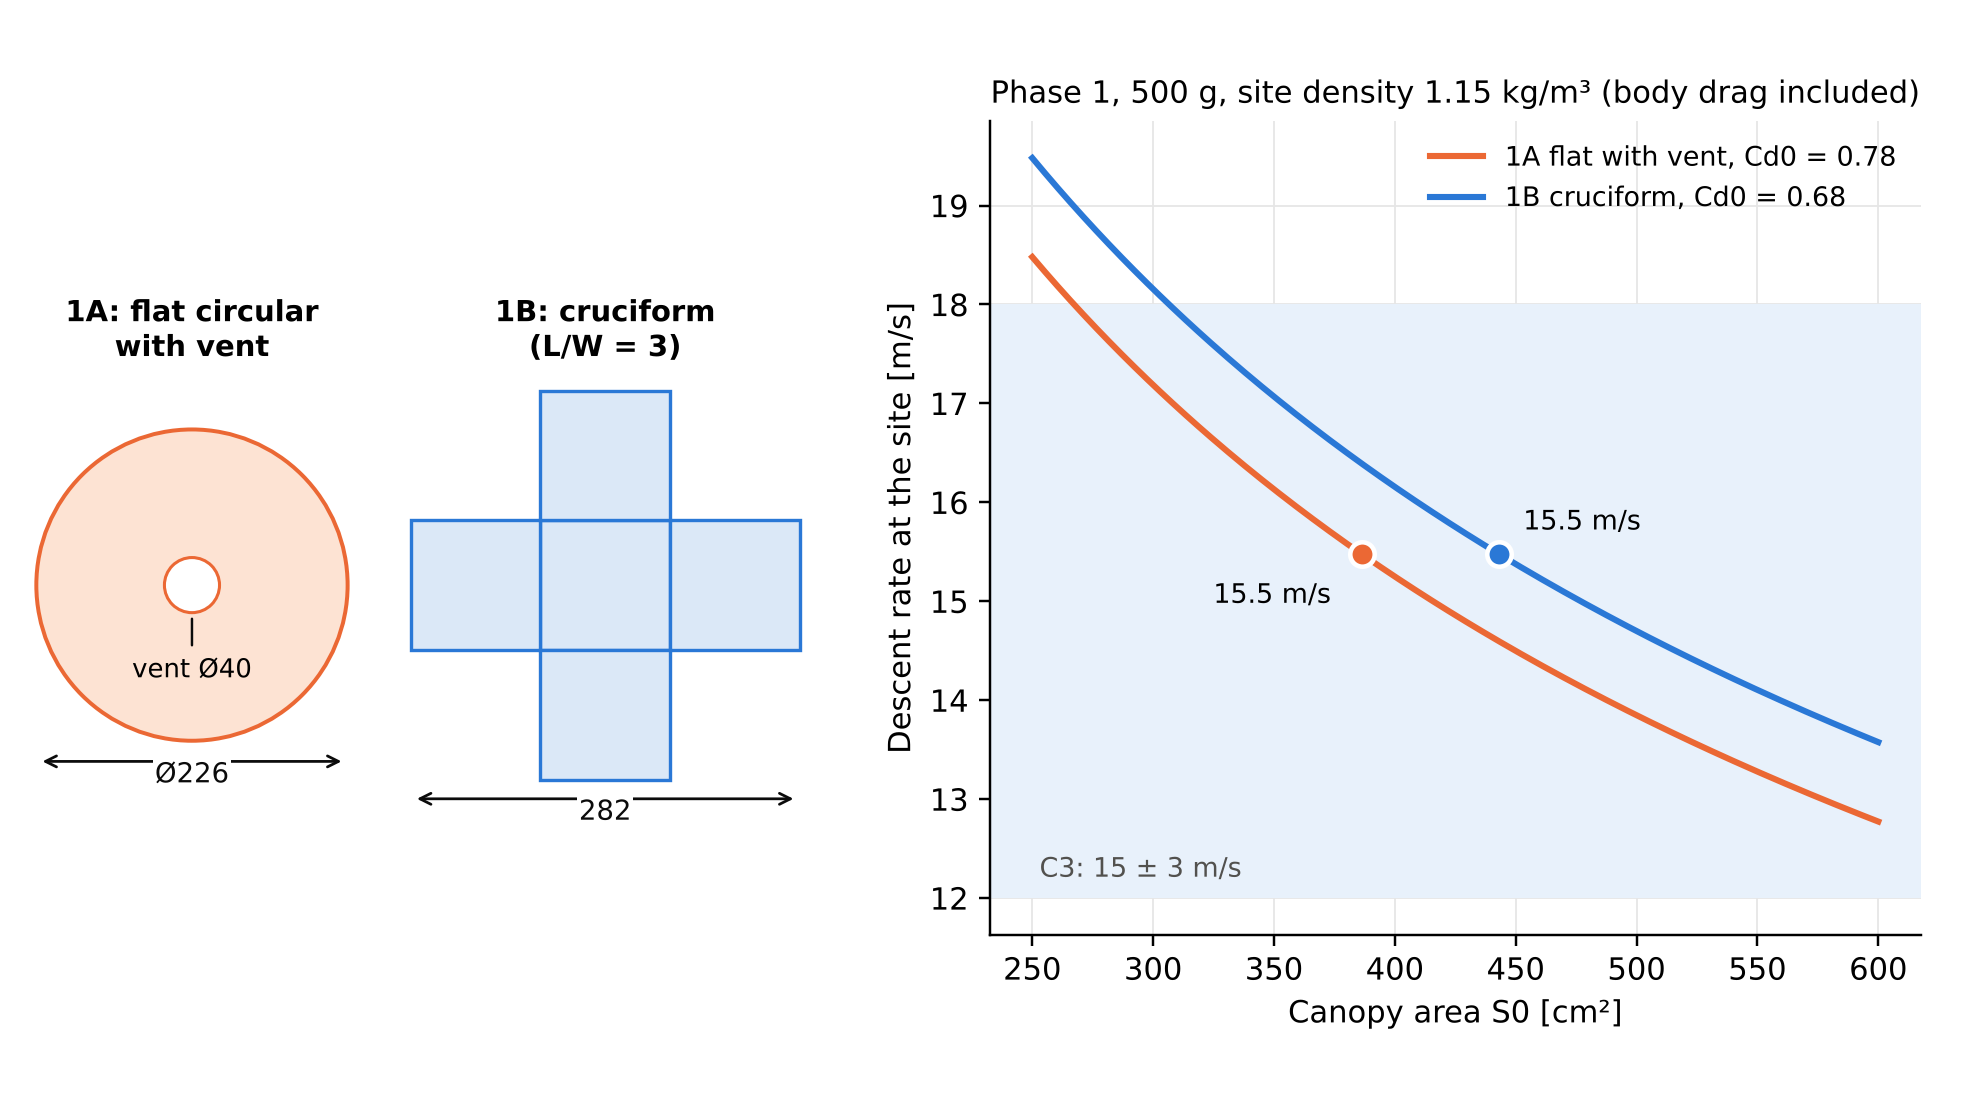 1A: flat circular
with vent
vent Ø40
Ø226
1B: cruciform
(L/W = 3)
282
Phase 1, 500 g, site density 1.15 kg/m³ (body drag included)
1A flat with vent, Cd0 = 0.78
1B cruciform, Cd0 = 0.68
Descent rate at the site [m/s]
19
18
17
16
15
14
13
12
15.5 m/s
15.5 m/s
C3: 15 ± 3 m/s
250 300 350 400 450 500 550 600
Canopy area S0 [cm²]